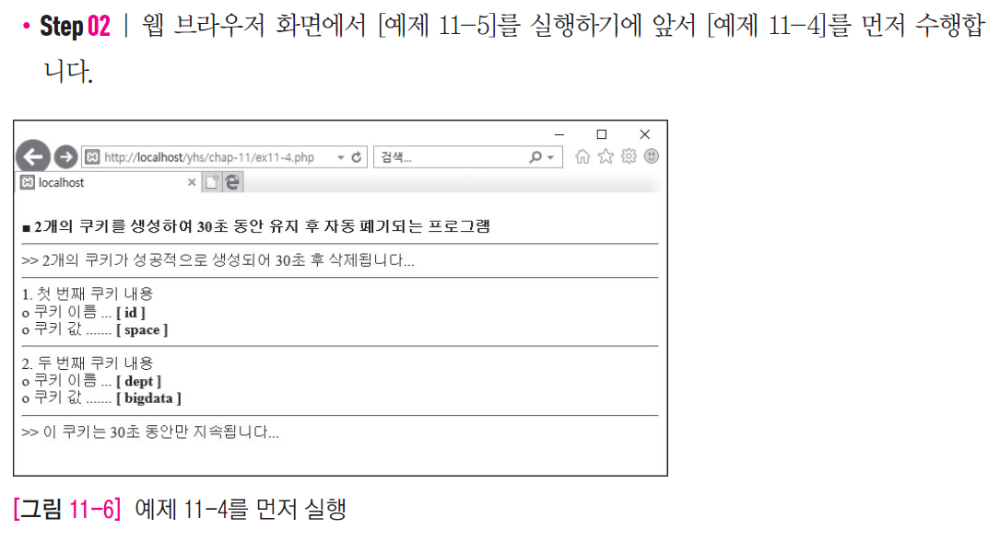 • Step 02 | 웹 브라우저 화면에서 [예제 11-5]를 실행하기에 앞서 [예제 11-4]를 먼저 수행합
니다.
http://localhost/yhs/chap-11/ex11-4.php
검색...
localhost
■ 2개의 쿠키를 생성하여 30초 동안 유지 후 자동 폐기되는 프로그램
>> 2개의 쿠키가 성공적으로 생성되어 30초 후 삭제됩니다...
1. 첫 번째 쿠키 내용
o 쿠키 이름 ... [ id ]
o 쿠키 값 ....... [ space ]
2. 두 번째 쿠키 내용
o 쿠키 이름 ... [ dept ]
o 쿠키 값 ....... [ bigdata ]
>> 이 쿠키는 30초 동안만 지속됩니다...
[그림 11-6] 예제 11-4를 먼저 실행